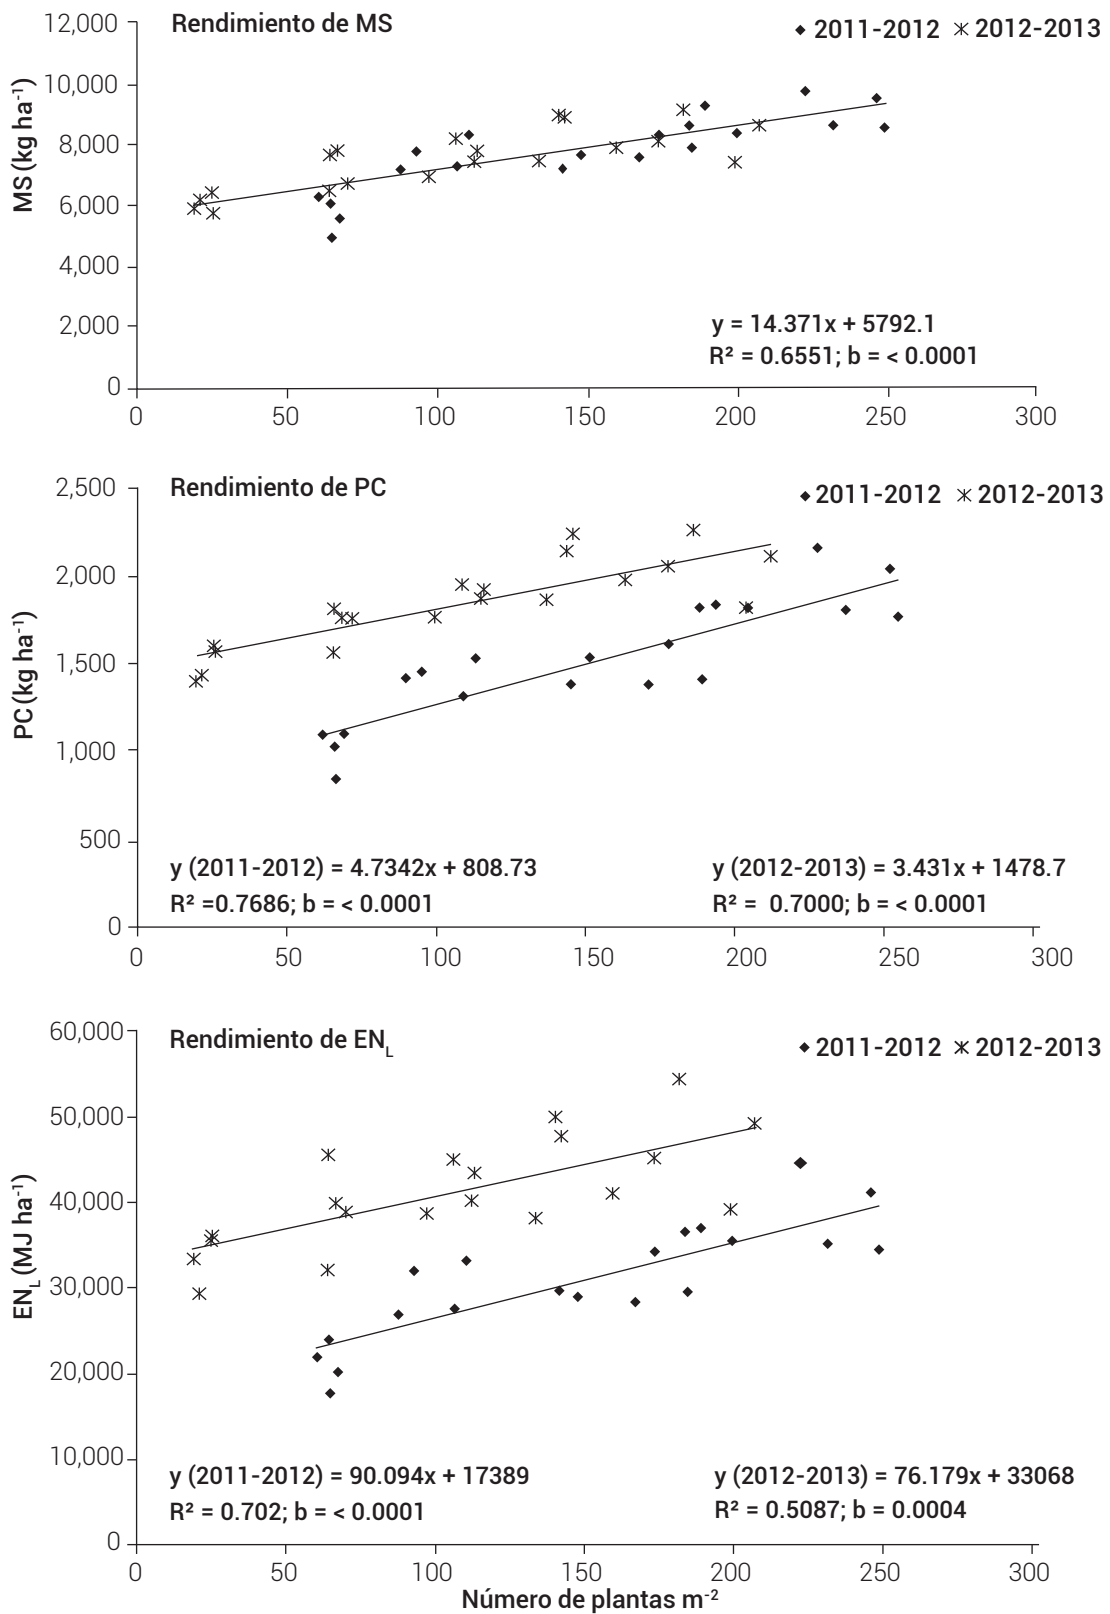 Rendimiento de MS
2011-2012 2012-2013
MS (kg ha⁻¹)
12,000
10,000
8,000
6,000
4,000
2,000
0
y = 14.371x + 5792.1
R² = 0.6551; b = < 0.0001
0 50 100 150 200 250 300
Rendimiento de PC
2011-2012 2012-2013
PC (kg ha⁻¹)
2,500
2,000
1,500
1,000
500
0
y (2011-2012) = 4.7342x + 808.73
R² =0.7686; b = < 0.0001
y (2012-2013) = 3.431x + 1478.7
R² = 0.7000; b = < 0.0001
0 50 100 150 200 250 300
Rendimiento de EN_L
2011-2012 2012-2013
EN_L (MJ ha⁻¹)
60,000
50,000
40,000
30,000
20,000
10,000
0
y (2011-2012) = 90.094x + 17389
R² = 0.702; b = < 0.0001
y (2012-2013) = 76.179x + 33068
R² = 0.5087; b = 0.0004
0 50 100 150 200 250 300
Número de plantas m⁻²